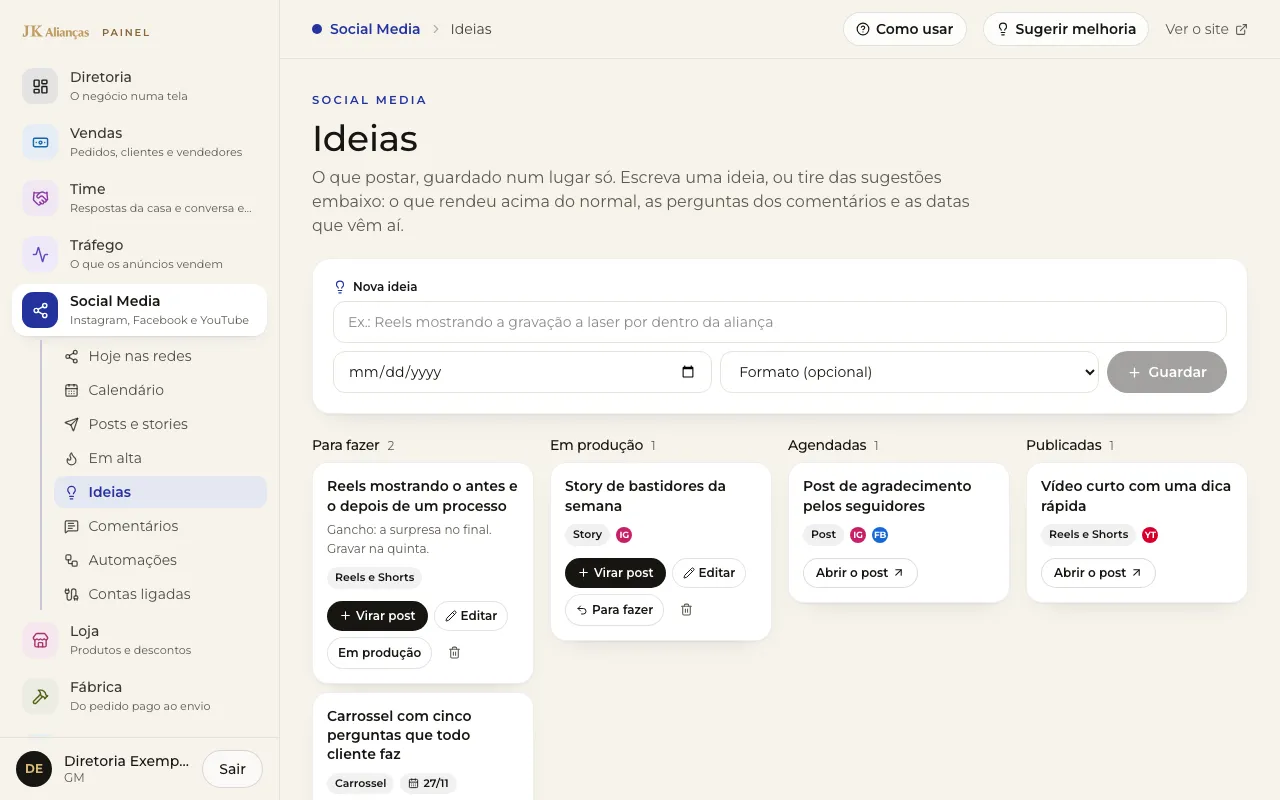 JK Alianças PAINEL
Diretoria
O negócio numa tela
Vendas
Pedidos, clientes e vendedores
Time
Respostas da casa e conversa e...
Tráfego
O que os anúncios vendem
Social Media
Instagram, Facebook e YouTube
Hoje nas redes
Calendário
Posts e stories
Em alta
Ideias
Comentários
Automações
Contas ligadas
Loja
Produtos e descontos
Fábrica
Do pedido pago ao envio
DE
Diretoria Exemp...
GM
Sair
Social Media
Ideias
Como usar
Sugerir melhoria
Ver o site
SOCIAL MEDIA
Ideias
O que postar, guardado num lugar só. Escreva uma ideia, ou tire das sugestões
embaixo: o que rendeu acima do normal, as perguntas dos comentários e as datas
que vêm aí.
Nova ideia
Ex.: Reels mostrando a gravação a laser por dentro da aliança
mm/dd/yyyy
Formato (opcional)
+ Guardar
Para fazer 2
Reels mostrando o antes e
o depois de um processo
Gancho: a surpresa no final.
Gravar na quinta.
Reels e Shorts
+ Virar post
Editar
Em produção
Carrossel com cinco
perguntas que todo
cliente faz
Carrossel
27/11
Em produção 1
Story de bastidores da
semana
Story
IG
+ Virar post
Editar
Para fazer
Agendadas 1
Post de agradecimento
pelos seguidores
Post
IG
FB
Abrir o post
Publicadas 1
Vídeo curto com uma dica
rápida
Reels e Shorts
YT
Abrir o post